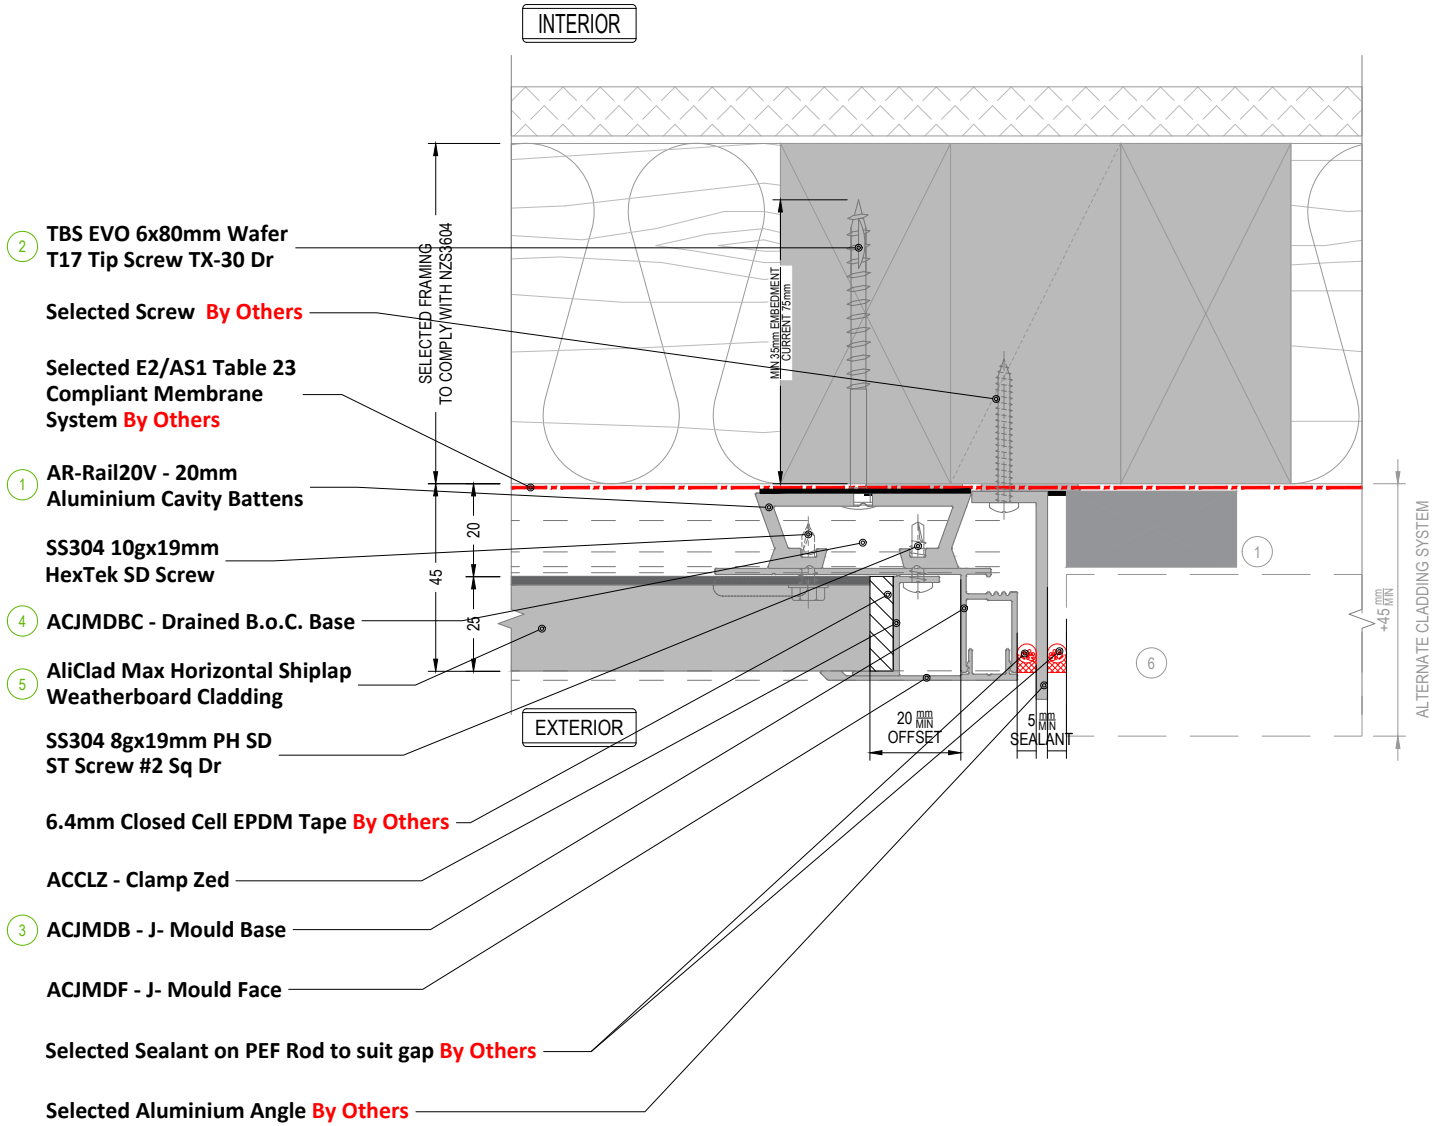 INTERIOR
2
TBS EVO 6x80mm Wafer
T17 Tip Screw TX-30 Dr
Selected Screw By Others
Selected E2/AS1 Table 23
Compliant Membrane
System By Others
1
AR-Rail20V - 20mm
Aluminium Cavity Battens
SS304 10gx19mm
HexTek SD Screw
4
ACJMDBC - Drained B.o.C. Base
5
AliClad Max Horizontal Shiplap
Weatherboard Cladding
SS304 8gx19mm PH SD
ST Screw #2 Sq Dr
6.4mm Closed Cell EPDM Tape By Others
ACCLZ - Clamp Zed
3
ACJMDB - J- Mould Base
ACJMDF - J- Mould Face
Selected Sealant on PEF Rod to suit gap By Others
Selected Aluminium Angle By Others
SELECTED FRAMING
TO COMPLY WITH NZS3604
MIN 35mm EMBEDMENT
CURRENT 75mm
20
45
25
EXTERIOR
20 mm MIN
OFFSET
5 mm MIN
SEALANT
1
6
+45 mm MIN
ALTERNATE CLADDING SYSTEM